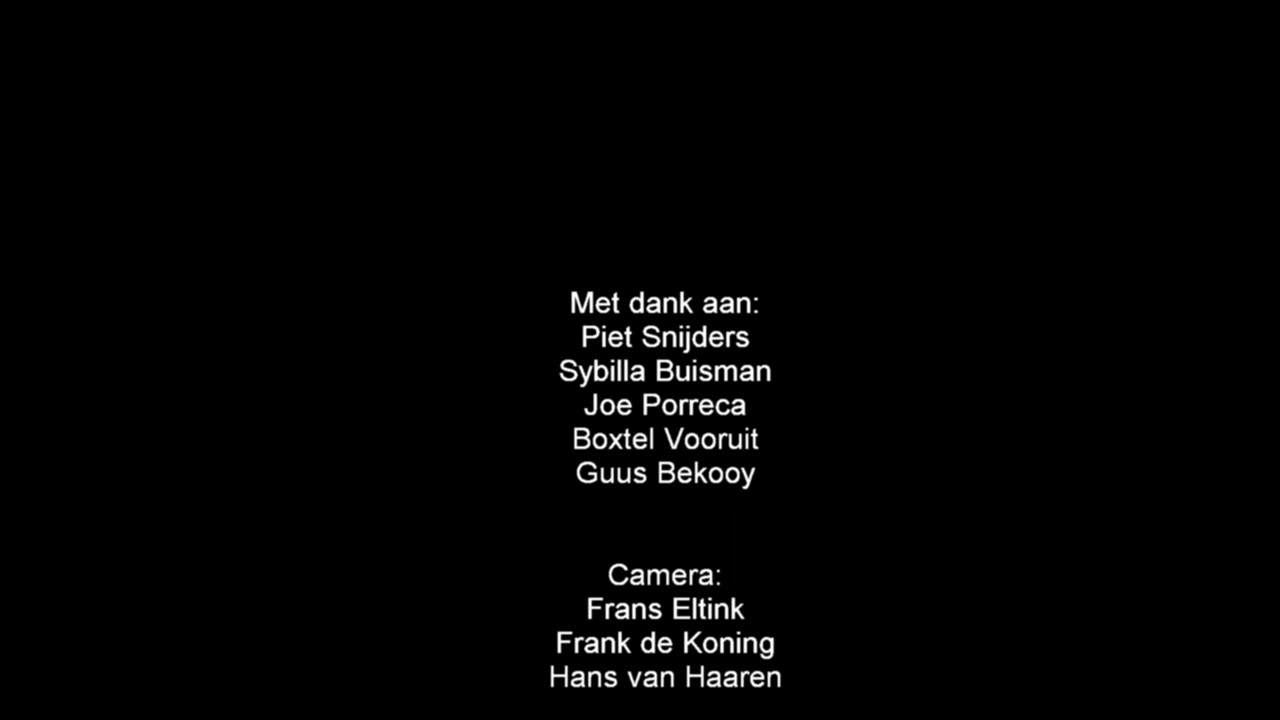 Met dank aan:
Piet Snijders
Sybilla Buisman
Joe Porreca
Boxtel Vooruit
Guus Bekooy
Camera:
Frans Eltink
Frank de Koning
Hans van Haaren